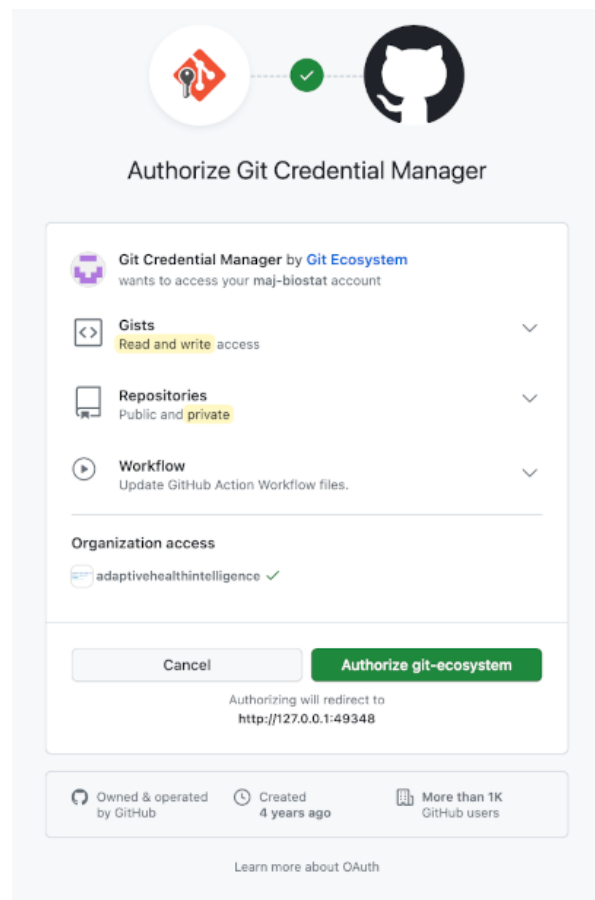 Authorize Git Credential Manager
Git Credential Manager by Git Ecosystem
wants to access your maj-biostat account
Gists
Read and write access
Repositories
Public and private
Workflow
Update GitHub Action Workflow files.
Organization access
adaptivehealthintelligence
Cancel
Authorize git-ecosystem
Authorizing will redirect to
http://127.0.0.1:49348
Owned & operated
by GitHub
Created
4 years ago
More than 1K
GitHub users
Learn more about OAuth